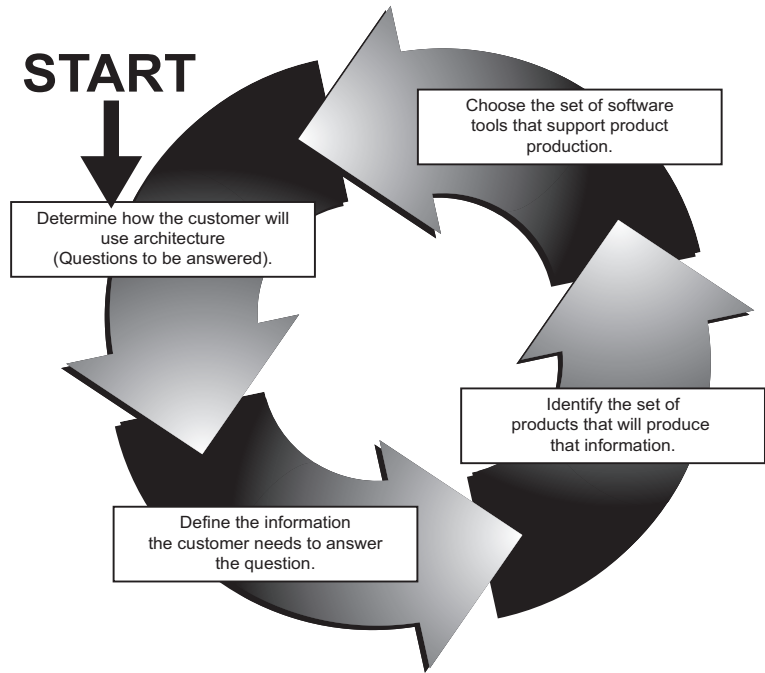 START
Determine how the customer will
use architecture
(Questions to be answered).
Define the information
the customer needs to answer
the question.
Identify the set of
products that will produce
that information.
Choose the set of software
tools that support product
production.